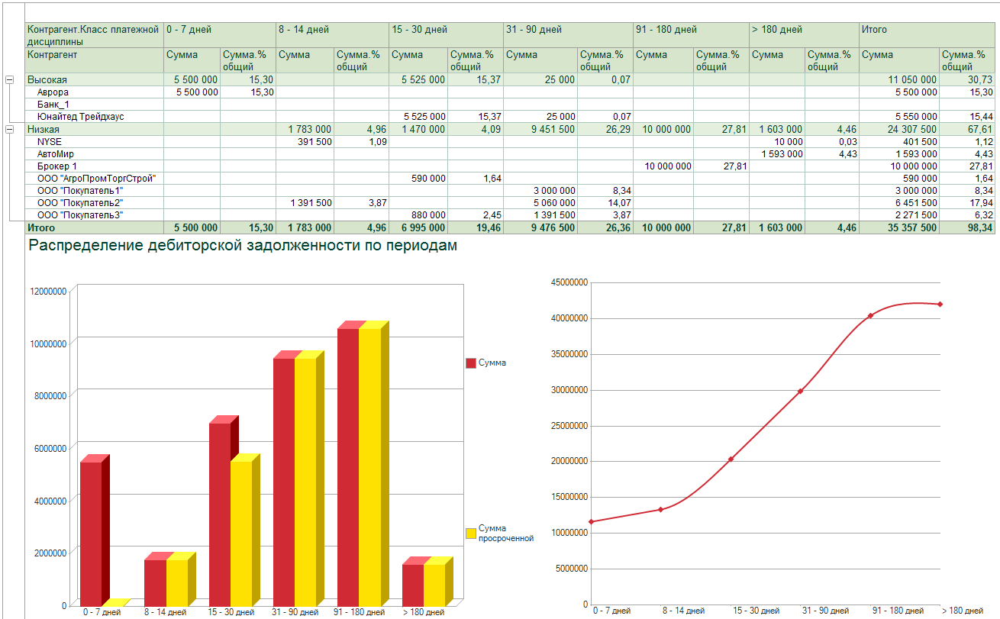 Контрагент.Класс платежной дисциплины 0 - 7 дней 8 - 14 дней 15 - 30 дней 31 - 90 дней 91 - 180 дней > 180 дней Итого
Контрагент Сумма Сумма.% общий Сумма Сумма.% общий Сумма Сумма.% общий Сумма Сумма.% общий Сумма Сумма.% общий Сумма Сумма.% общий Сумма Сумма.% общий
Высокая 5 500 000 15,30 5 525 000 15,37 25 000 0,07 11 050 000 30,73
Аврора 5 500 000 15,30 5 500 000 15,30
Банк_1
Юнайтед Трейдхаус 5 525 000 15,37 25 000 0,07 5 550 000 15,44
Низкая 1 783 000 4,96 1 470 000 4,09 9 451 500 26,29 10 000 000 27,81 1 603 000 4,46 24 307 500 67,61
NYSE 391 500 1,09 10 000 0,03 401 500 1,12
АвтоМир 1 593 000 4,43 1 593 000 4,43
Брокер 1 10 000 000 27,81 10 000 000 27,81
ООО "АгроПромТоргСтрой" 590 000 1,64 590 000 1,64
ООО "Покупатель1" 3 000 000 8,34 3 000 000 8,34
ООО "Покупатель2" 1 391 500 3,87 5 060 000 14,07 6 451 500 17,94
ООО "Покупатель3" 880 000 2,45 1 391 500 3,87 2 271 500 6,32
Итого 5 500 000 15,30 1 783 000 4,96 6 995 000 19,46 9 476 500 26,36 10 000 000 27,81 1 603 000 4,46 35 357 500 98,34
Распределение дебиторской задолженности по периодам
12000000
10000000
8000000
6000000
4000000
2000000
0
0 - 7 дней 8 - 14 дней 15 - 30 дней 31 - 90 дней 91 - 180 дней > 180 дней
Сумма
Сумма
просроченной
45000000
40000000
35000000
30000000
25000000
20000000
15000000
10000000
5000000
0
0 - 7 дней 8 - 14 дней 15 - 30 дней 31 - 90 дней 91 - 180 дней > 180 дней